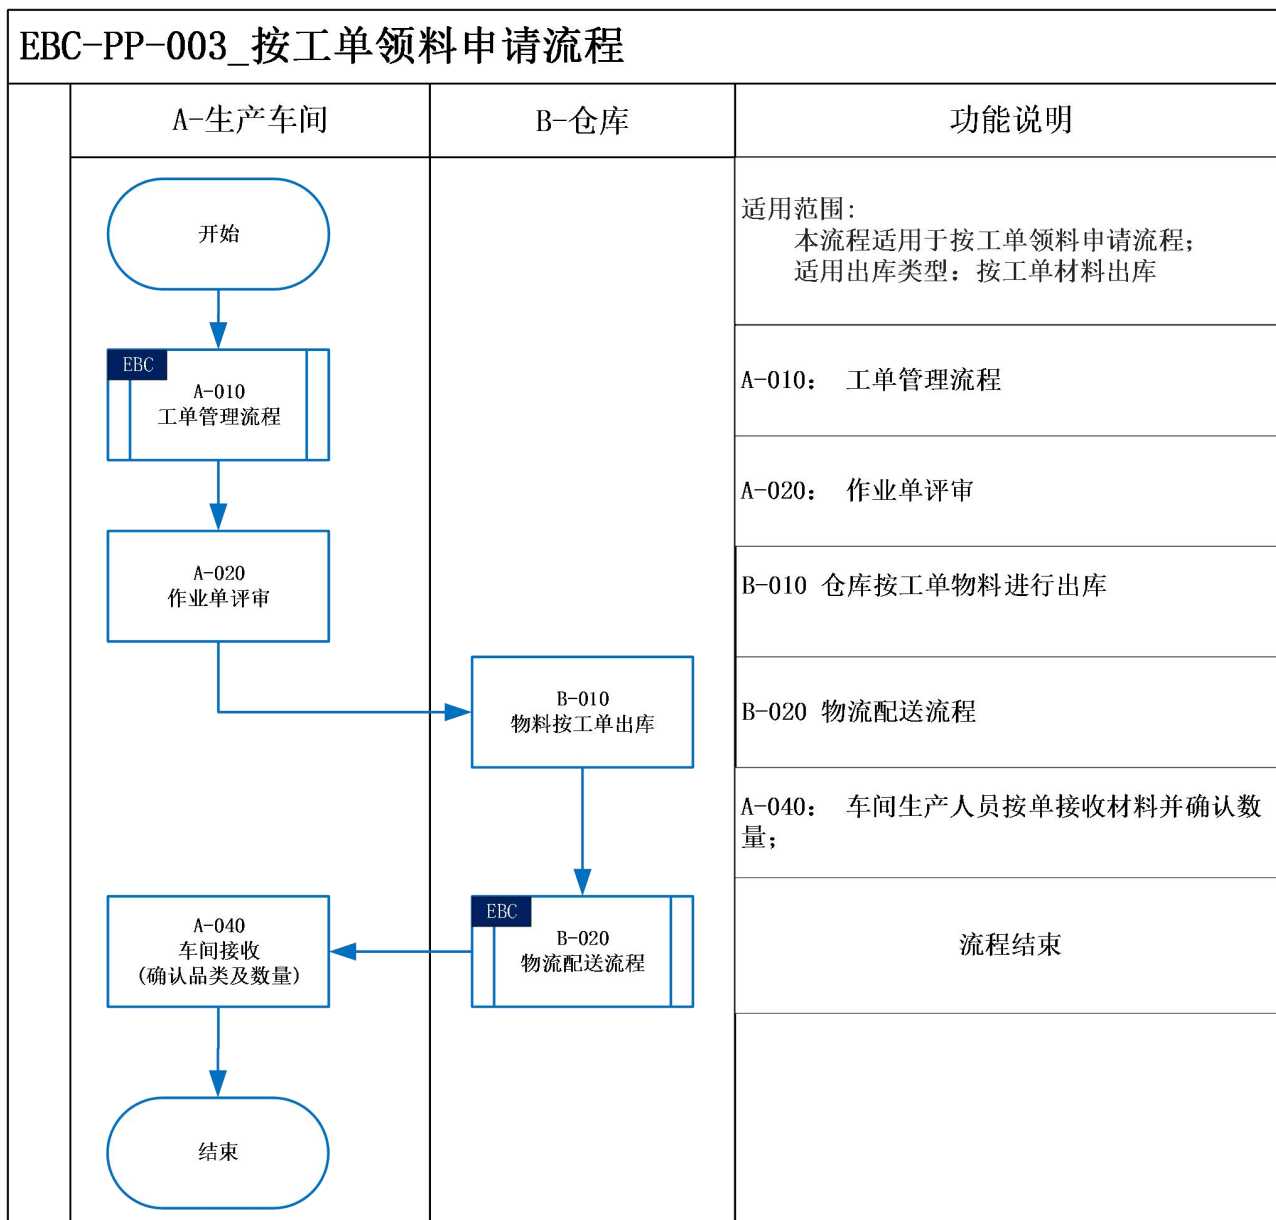 EBC-PP-003_按工单领料申请流程
A-生产车间
B-仓库
功能说明
开始
适用范围:
本流程适用于按工单领料申请流程;
适用出库类型: 按工单材料出库
EBC
A-010
工单管理流程
A-010: 工单管理流程
A-020
作业单评审
A-020: 作业单评审
B-010 仓库按工单物料进行出库
B-010
物料按工单出库
B-020 物流配送流程
A-040: 车间生产人员按单接收材料并确认数
量;
A-040
车间接收
(确认品类及数量)
EBC
B-020
物流配送流程
流程结束
结束